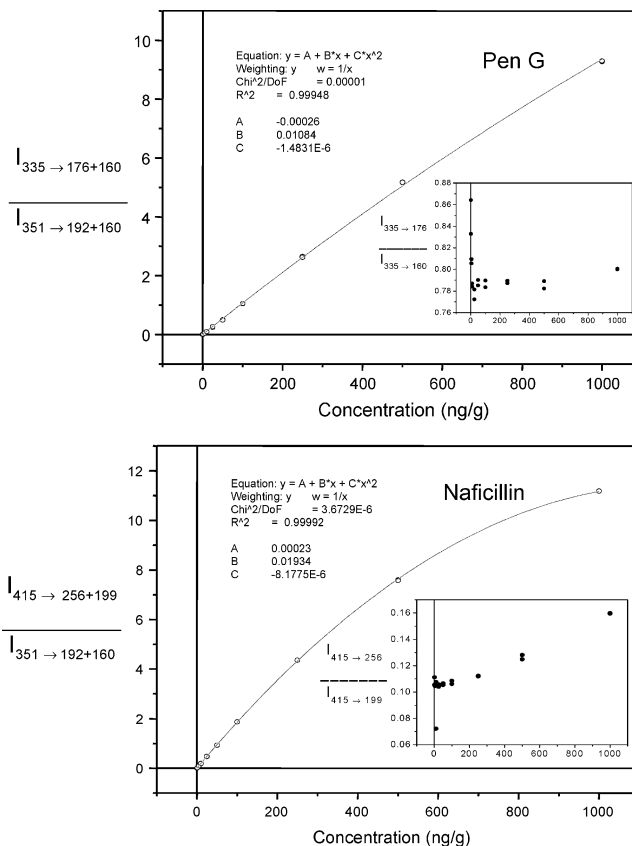 Pen G
Equation: y = A + B*x + C*x^2
Weighting: y w = 1/x
Chi^2/DoF = 0.00001
R^2 = 0.99948
A -0.00026
B 0.01084
C -1.4831E-6
10
8
6
4
2
0
I335 → 176+160
I351 → 192+160
0 200 400 600 800 1000
Concentration (ng/g)
I335 → 176
I335 → 160
0.88
0.86
0.84
0.82
0.80
0.78
0.76
0 200 400 600 800 1000
Naficillin
Equation: y = A + B*x + C*x^2
Weighting: y w = 1/x
Chi^2/DoF = 3.6729E-6
R^2 = 0.99992
A 0.00023
B 0.01934
C -8.1775E-6
12
10
8
6
4
2
0
I415 → 256+199
I351 → 192+160
0 200 400 600 800 1000
Concentration (ng/g)
I415 → 256
I415 → 199
0.16
0.14
0.12
0.10
0.08
0.06
0 200 400 600 800 1000